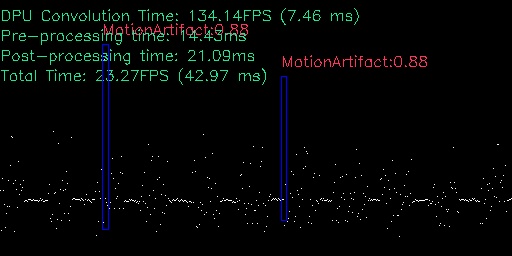 DPU Convolution Time: 134.14FPS (7.46 ms)
MotionArtifact:0.88
Pre-processing time: 14.43ms
Post-processing time: 21.09ms
MotionArtifact:0.88
Total Time: 23.27FPS (42.97 ms)